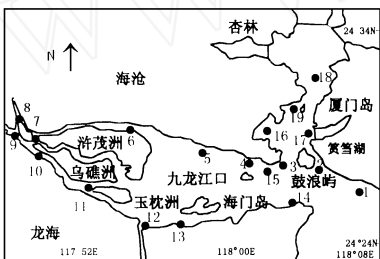 杏林
24 34N
N
海沧
18
厦门岛
8
7
19
9
浒茂洲
6
16
17
筼筜湖
10
5
4
3
2
乌礁洲
九龙江口
15
鼓浪屿
1
11
玉枕洲
海门岛
14
12
13
龙海
24°24N
117 52E
118°00E
118°08E